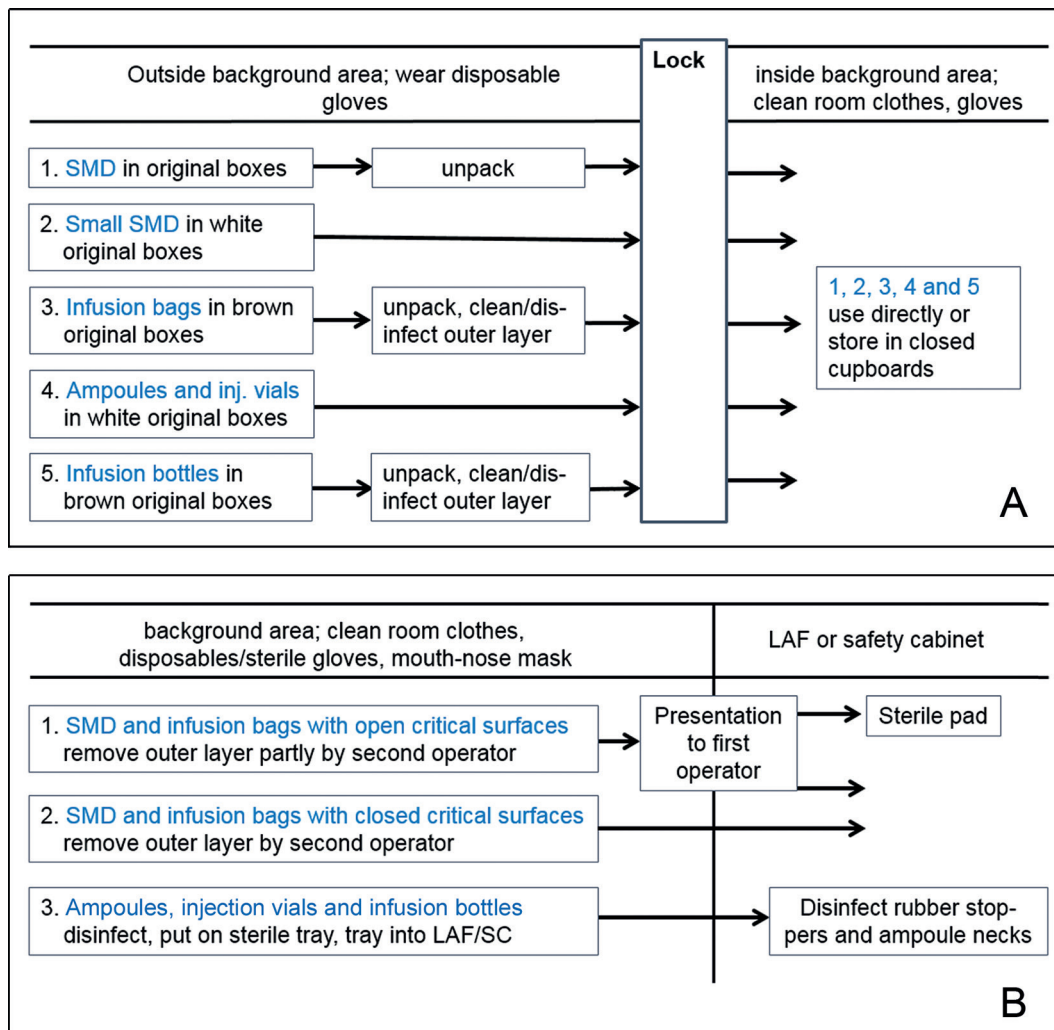 Outside background area; wear disposable
gloves
Lock
inside background area;
clean room clothes, gloves
1. SMD in original boxes
unpack
2. Small SMD in white
original boxes
3. Infusion bags in brown
original boxes
unpack, clean/dis-
infect outer layer
1, 2, 3, 4 and 5
use directly or
store in closed
cupboards
4. Ampoules and inj. vials
in white original boxes
5. Infusion bottles in
brown original boxes
unpack, clean/dis-
infect outer layer
A
background area; clean room clothes,
disposables/sterile gloves, mouth-nose mask
LAF or safety cabinet
1. SMD and infusion bags with open critical surfaces
remove outer layer partly by second operator
Presentation
to first
operator
Sterile pad
2. SMD and infusion bags with closed critical surfaces
remove outer layer by second operator
3. Ampoules, injection vials and infusion bottles
disinfect, put on sterile tray, tray into LAF/SC
Disinfect rubber stop-
pers and ampoule necks
B